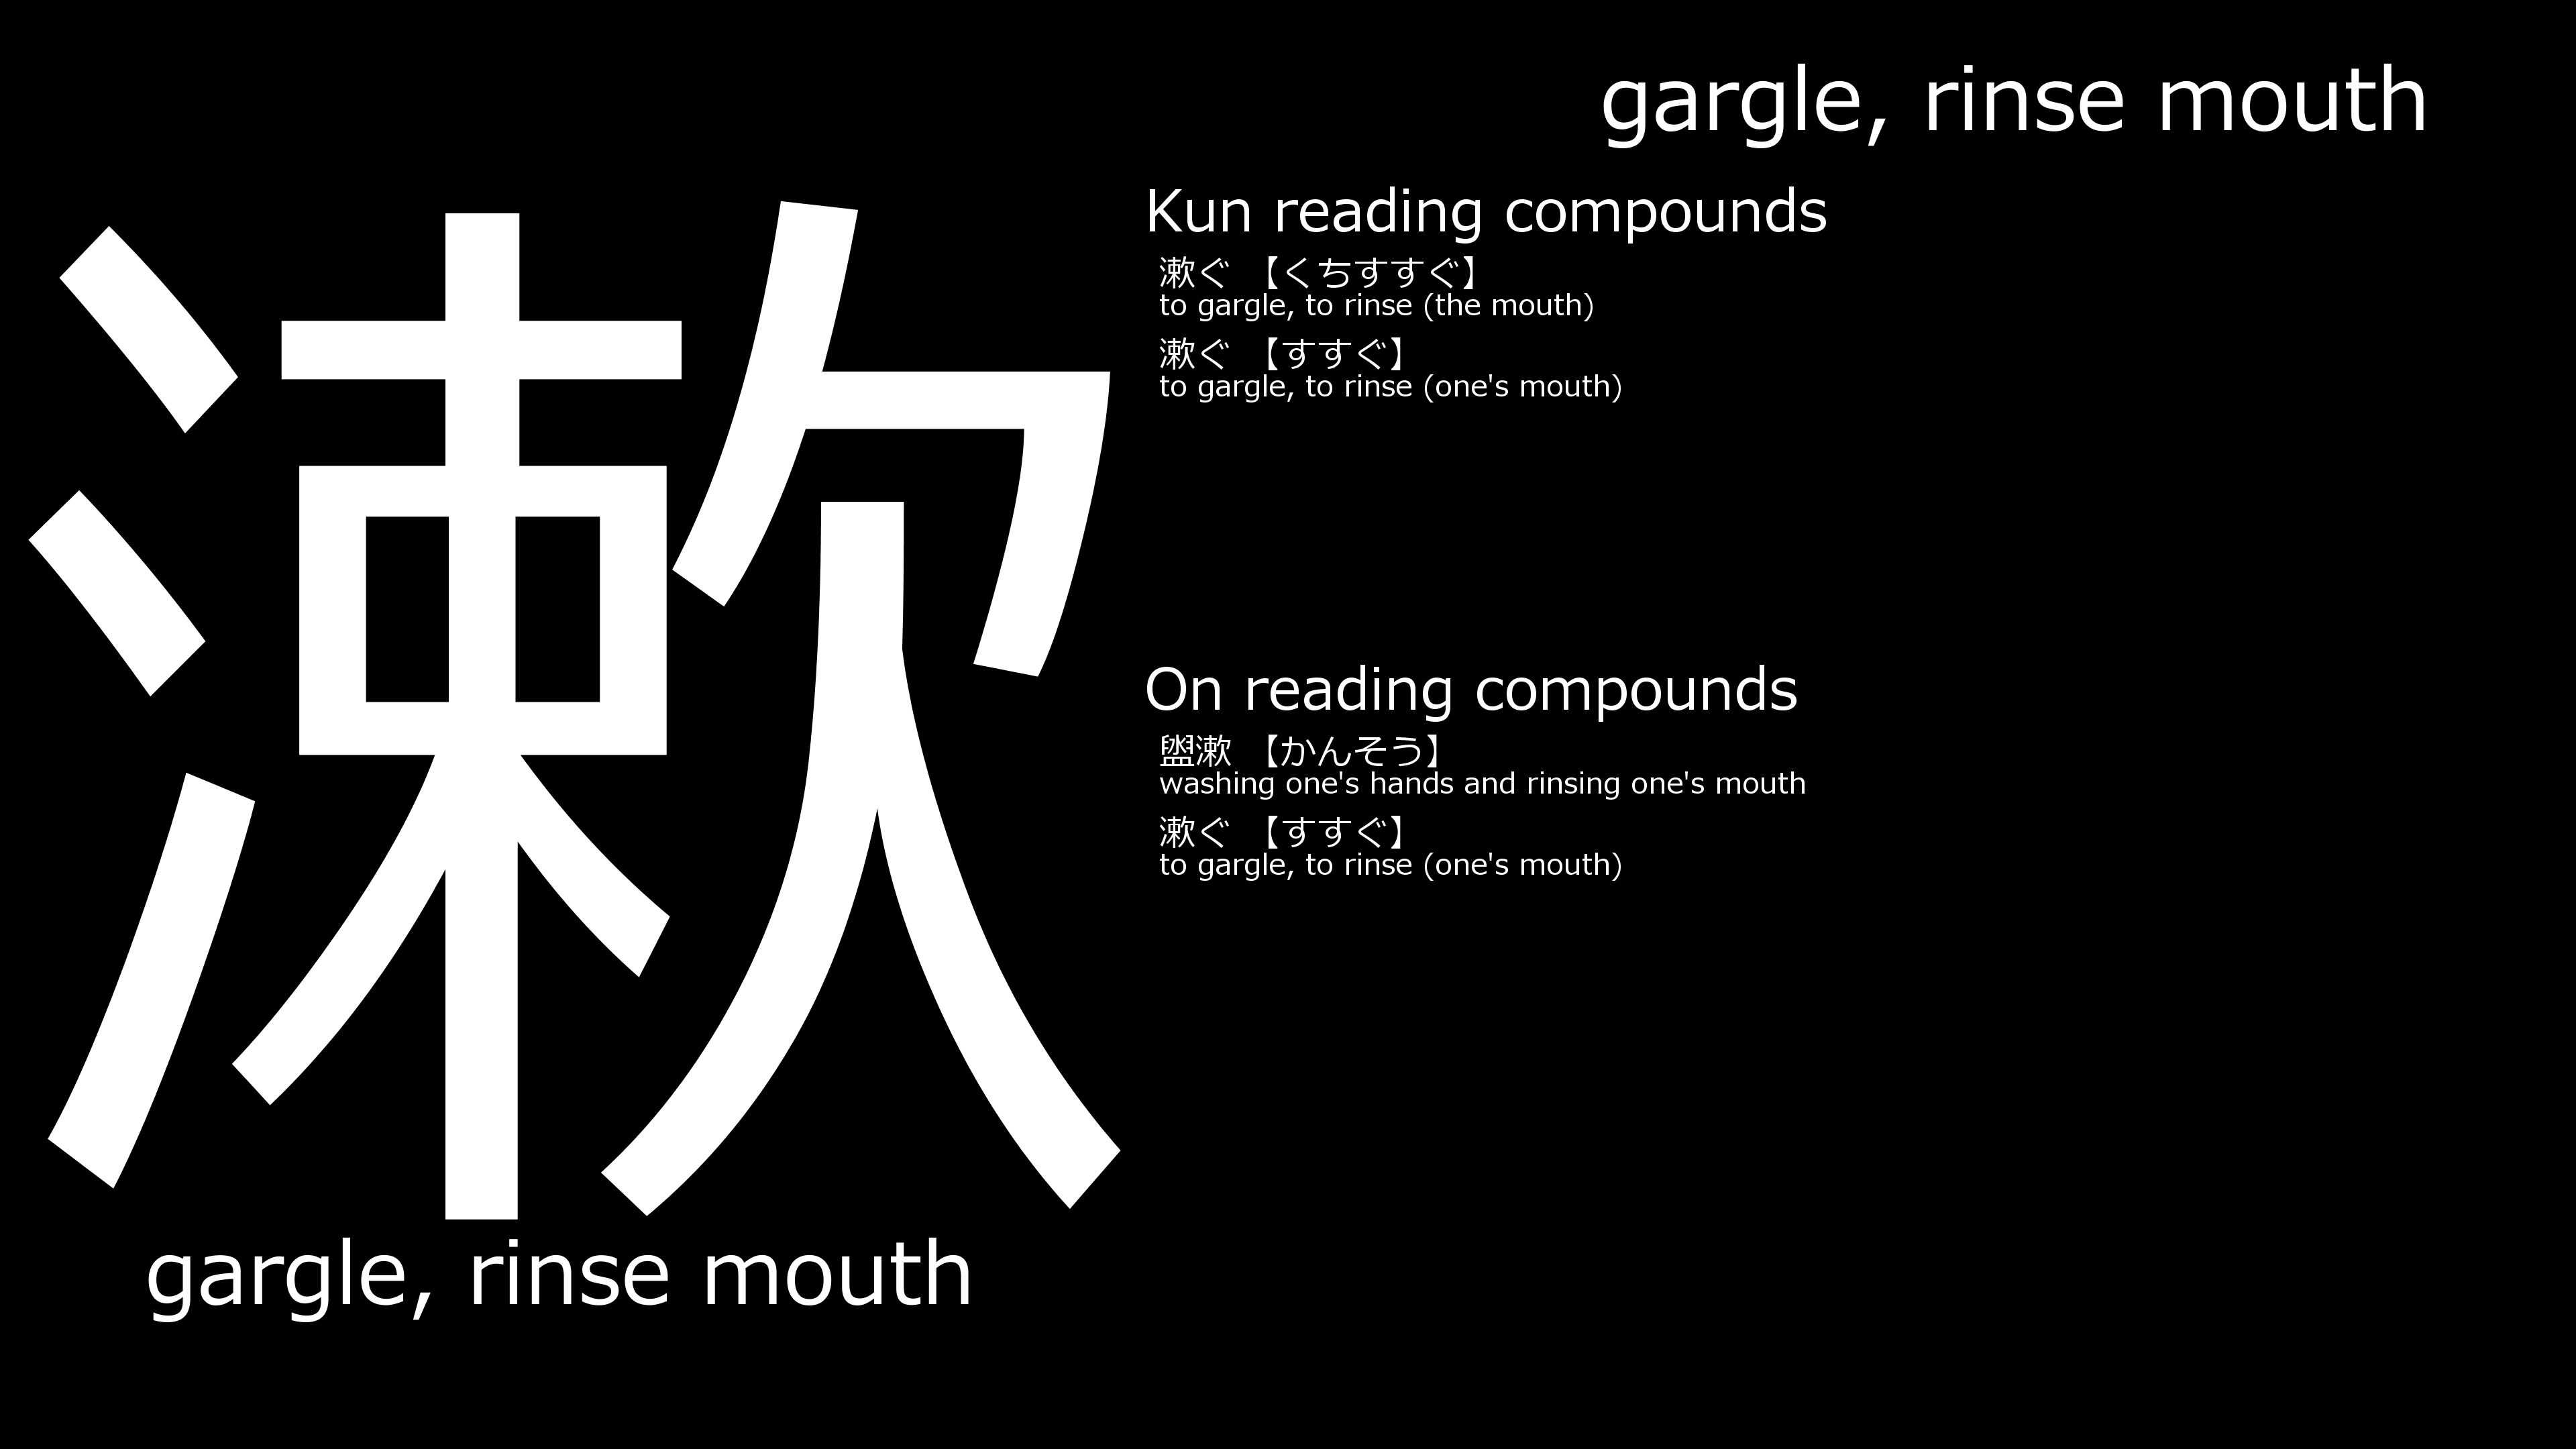 gargle, rinse mouth
漱
Kun reading compounds
漱ぐ 【くちすすぐ】
to gargle, to rinse (the mouth)
漱ぐ 【すすぐ】
to gargle, to rinse (one's mouth)
On reading compounds
盥漱 【かんそう】
washing one's hands and rinsing one's mouth
漱ぐ 【すすぐ】
to gargle, to rinse (one's mouth)
gargle, rinse mouth